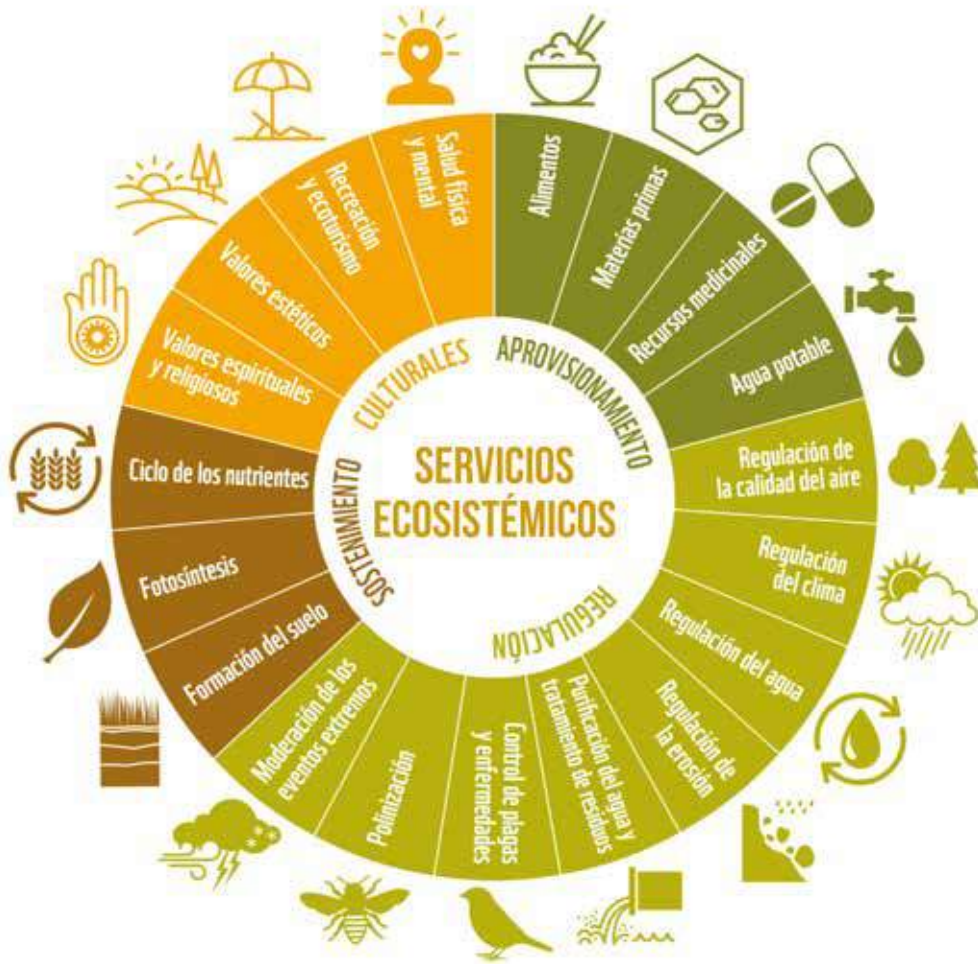 SERVICIOS
ECOSISTÉMICOS
APROVISIONAMIENTO
Alimentos
Materias primas
Recursos medicinales
Agua potable
REGULACIÓN
Regulación de
la calidad del aire
Regulación
del clima
Regulación del agua
Regulación de
la erosión
Purificación del agua y
tratamiento de residuos
Control de plagas
y enfermedades
Polinización
Moderación de los
eventos extremos
SOSTENIMIENTO
Formación del suelo
Fotosíntesis
Ciclo de los nutrientes
CULTURALES
Valores espirituales
y religiosos
Valores estéticos
Recreación
y ecoturismo
Salud física
y mental